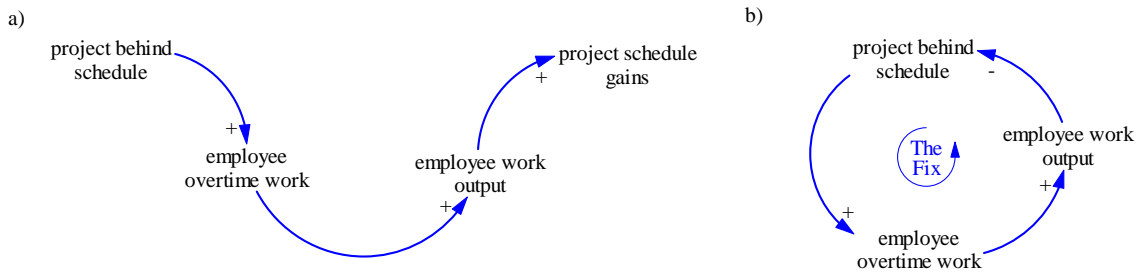 a)
project behind
schedule
+
employee
overtime work
+
employee work
output
+
project schedule
gains
b)
project behind
schedule
-
employee work
output
The
Fix
+
+
employee
overtime work